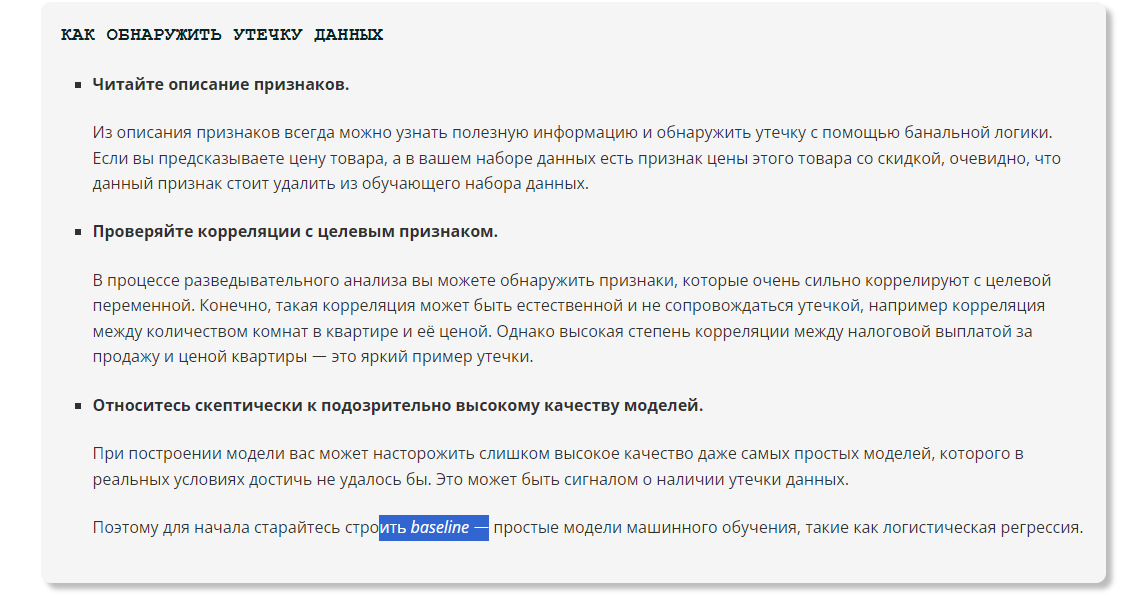 КАК ОБНАРУЖИТЬ УТЕЧКУ ДАННЫХ
Читайте описание признаков.
Из описания признаков всегда можно узнать полезную информацию и обнаружить утечку с помощью банальной логики.
Если вы предсказываете цену товара, а в вашем наборе данных есть признак цены этого товара со скидкой, очевидно, что
данный признак стоит удалить из обучающего набора данных.
Проверяйте корреляции с целевым признаком.
В процессе разведывательного анализа вы можете обнаружить признаки, которые очень сильно коррелируют с целевой
переменной. Конечно, такая корреляция может быть естественной и не сопровождаться утечкой, например корреляция
между количеством комнат в квартире и её ценой. Однако высокая степень корреляции между налоговой выплатой за
продажу и ценой квартиры — это яркий пример утечки.
Относитесь скептически к подозрительно высокому качеству моделей.
При построении модели вас может насторожить слишком высокое качество даже самых простых моделей, которого в
реальных условиях достичь не удалось бы. Это может быть сигналом о наличии утечки данных.
Поэтому для начала старайтесь строить baseline — простые модели машинного обучения, такие как логистическая регрессия.